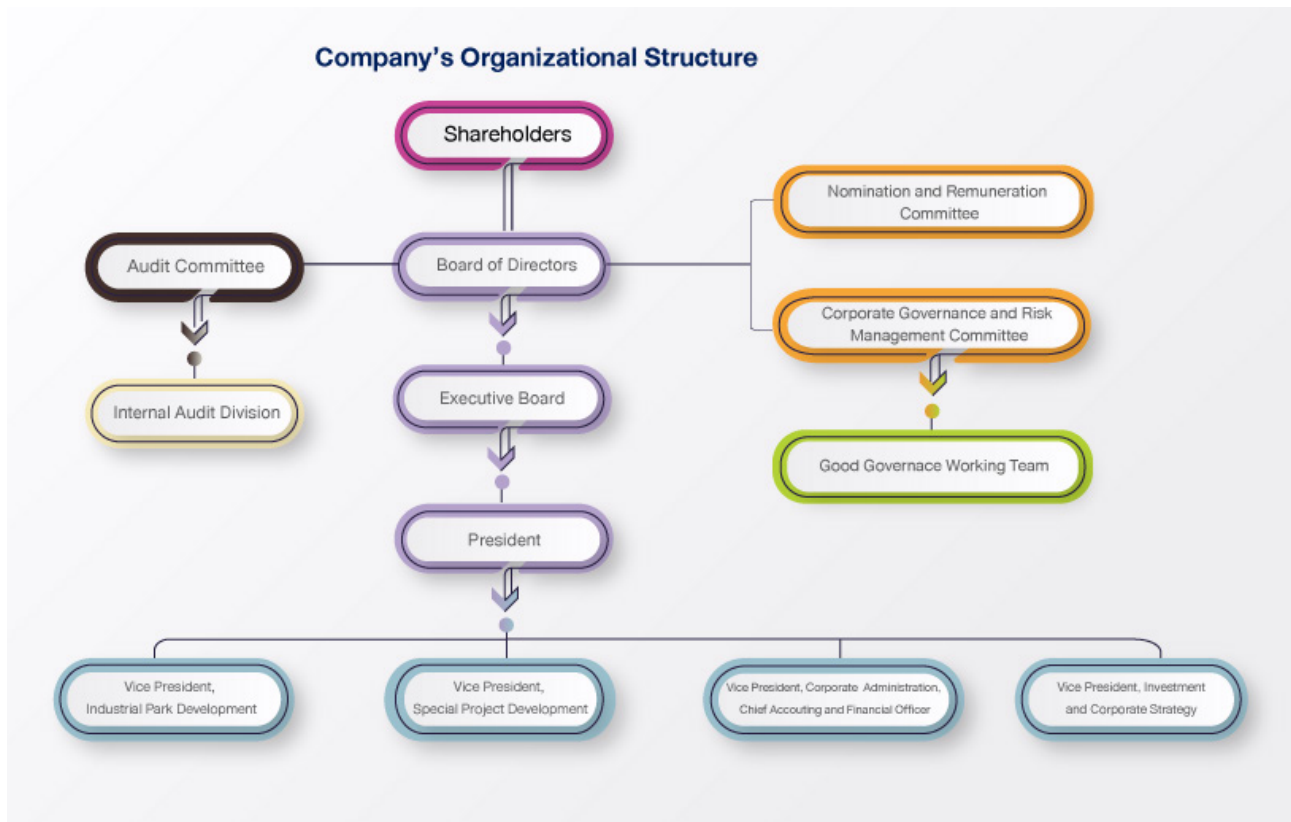 Company's Organizational Structure
Shareholders
Nomination and Remuneration
Committee
Audit Committee
Board of Directors
Corporate Governance and Risk
Management Committee
Internal Audit Division
Executive Board
Good Governace Working Team
President
Vice President,
Industrial Park Development
Vice President,
Special Project Development
Vice President, Corporate Administration,
Chief Accouting and Financial Officer
Vice President, Investment
and Corporate Strategy